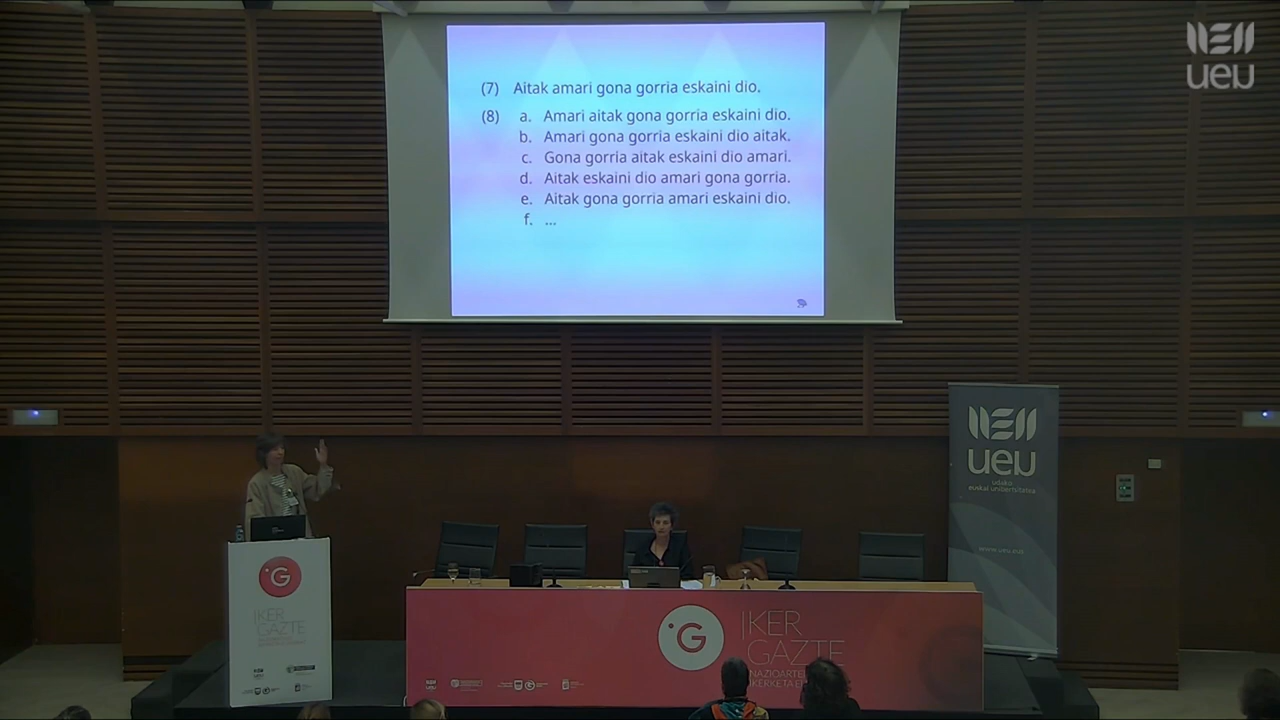 (7) Aitak amari gona gorria eskaini dio.
(8) a. Amari aitak gona gorria eskaini dio.
b. Amari gona gorria eskaini dio aitak.
c. Gona gorria aitak eskaini dio amari.
d. Aitak eskaini dio amari gona gorria.
e. Aitak gona gorria amari eskaini dio.
f. ...
ueu
ueu
udako
euskal unibertsitatea
www.ueu.eus
G
IKER
GAZTE
G
IKER
GAZTE
NAZIOARTE
IKERKETA E